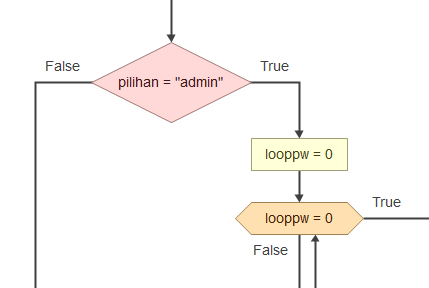 False
True
pilihan = "admin"
looppw = 0
looppw = 0
True
False